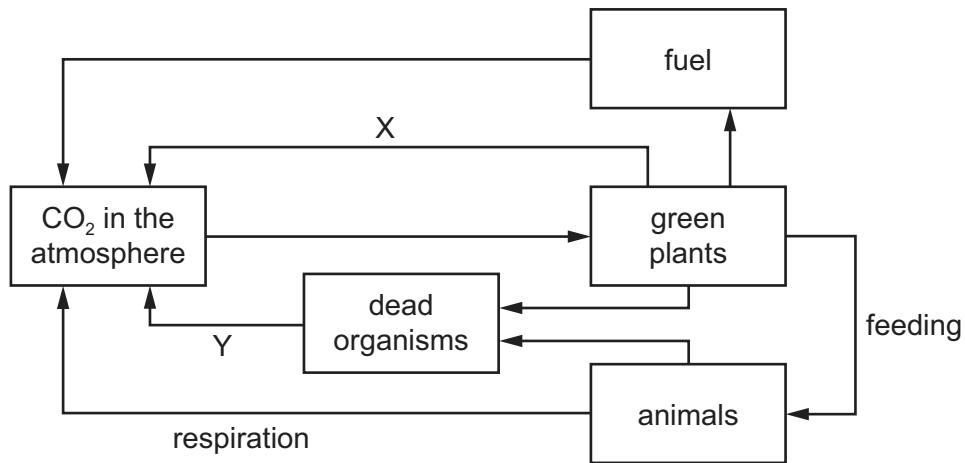 fuel
X
CO₂ in the
atmosphere
green
plants
dead
organisms
Y
feeding
animals
respiration